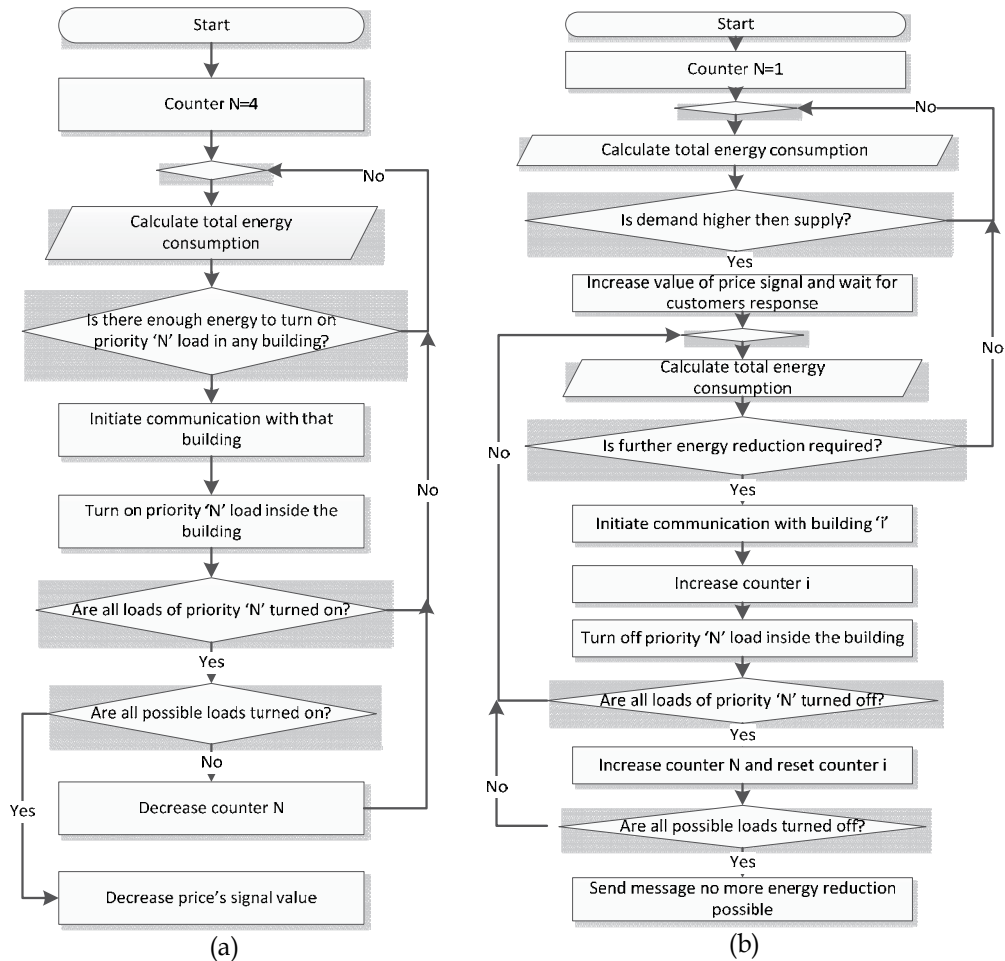 Start
Counter N=4
No
Calculate total energy
consumption
Is there enough energy to turn on
priority ‘N’ load in any building?
Initiate communication with that
building
No
Turn on priority ‘N’ load inside the
building
Are all loads of priority ‘N’ turned on?
Yes
Are all possible loads turned on?
No
Yes
Decrease counter N
Decrease price’s signal value
(a)
Start
Counter N=1
No
Calculate total energy consumption
Is demand higher then supply?
Yes
Increase value of price signal and wait for
customers response
No
Calculate total energy
consumption
Is further energy reduction required?
No
Yes
Initiate communication with building ‘i’
Increase counter i
Turn off priority ‘N’ load inside the building
Are all loads of priority ‘N’ turned off?
Yes
Increase counter N and reset counter i
No
Are all possible loads turned off?
Yes
Send message no more energy reduction
possible
(b)